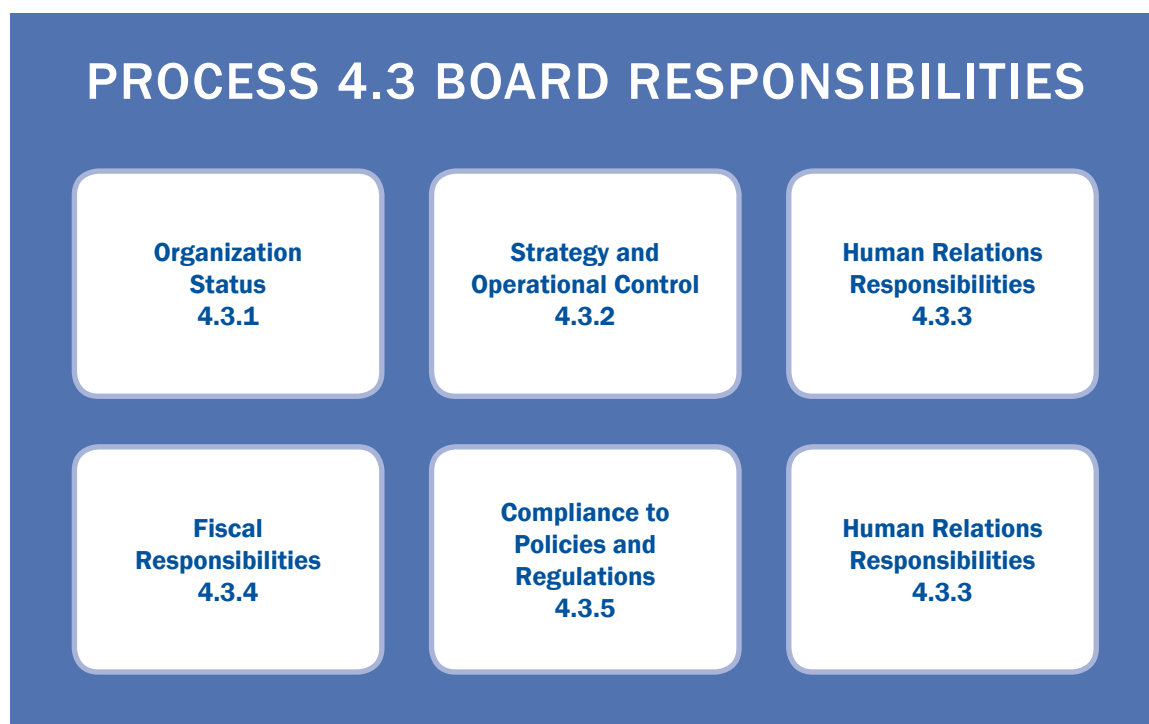 PROCESS 4.3 BOARD RESPONSIBILITIES
Organization
Status
4.3.1
Strategy and
Operational Control
4.3.2
Human Relations
Responsibilities
4.3.3
Fiscal
Responsibilities
4.3.4
Compliance to
Policies and
Regulations
4.3.5
Human Relations
Responsibilities
4.3.3